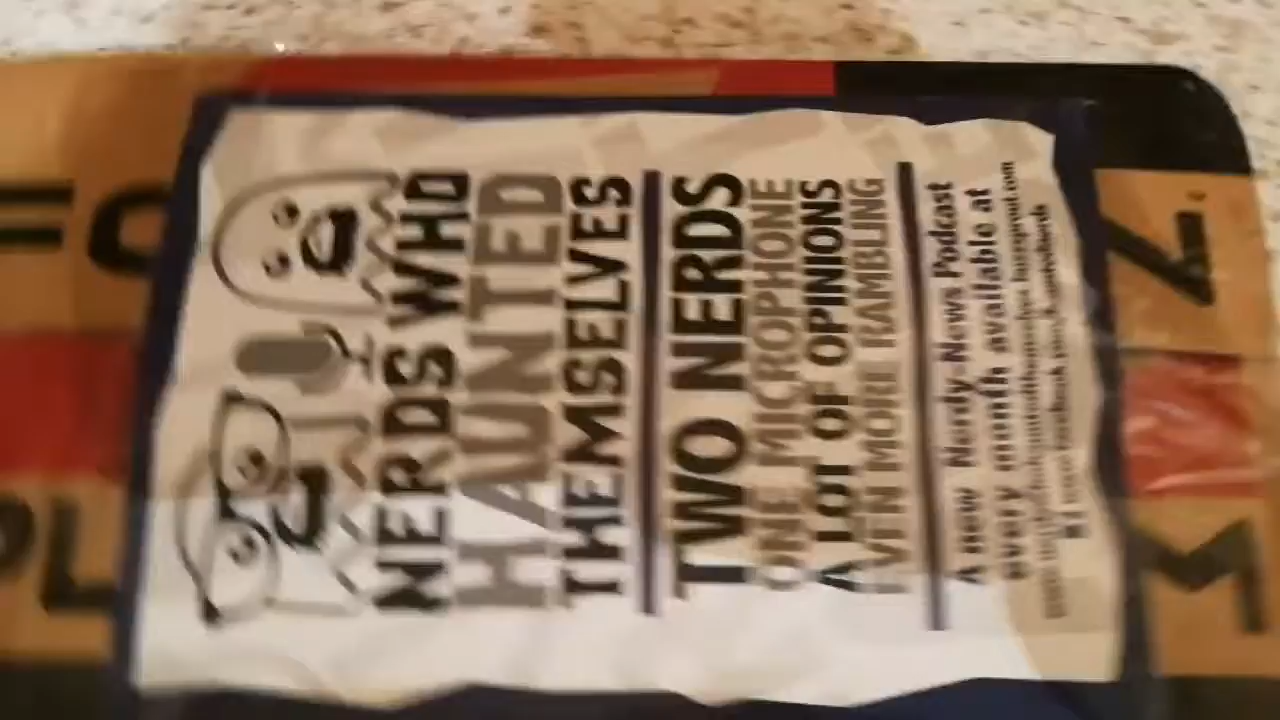 NERDS WHO
HAUNTED
THEMSELVES
TWO NERDS
ONE MICROPHONE
A LOT OF OPINIONS
EVEN MORE RAMBLING
A new Nerdy-News Podcast
every month available at